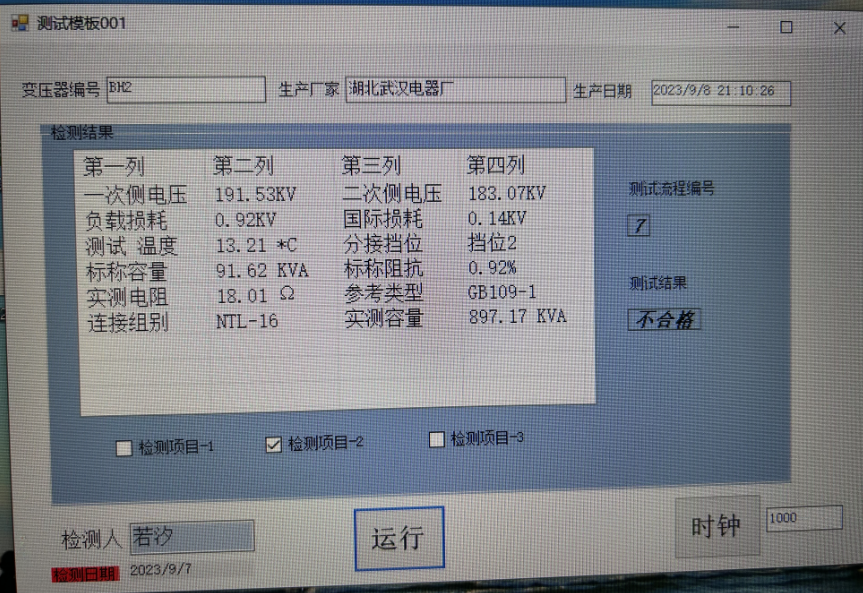 测试模板001
变压器编号 BH2 生产厂家 湖北武汉电器厂 生产日期 2023/9/8 21:10:26
检测结果
第一列 第二列 第三列 第四列
一次侧电压 191.53KV 二次侧电压 183.07KV
负载损耗 0.92KV 国际损耗 0.14KV
测试 温度 13.21 *C 分接挡位 挡位2
标称容量 91.62 KVA 标称阻抗 0.92%
实测电阻 18.01 Ω 参考类型 GB109-1
连接组别 NTL-16 实测容量 897.17 KVA
测试流程编号
7
测试结果
不合格
检测项目-1 检测项目-2 检测项目-3
检测人 若汐 运行 时钟 1000
检测日期 2023/9/7